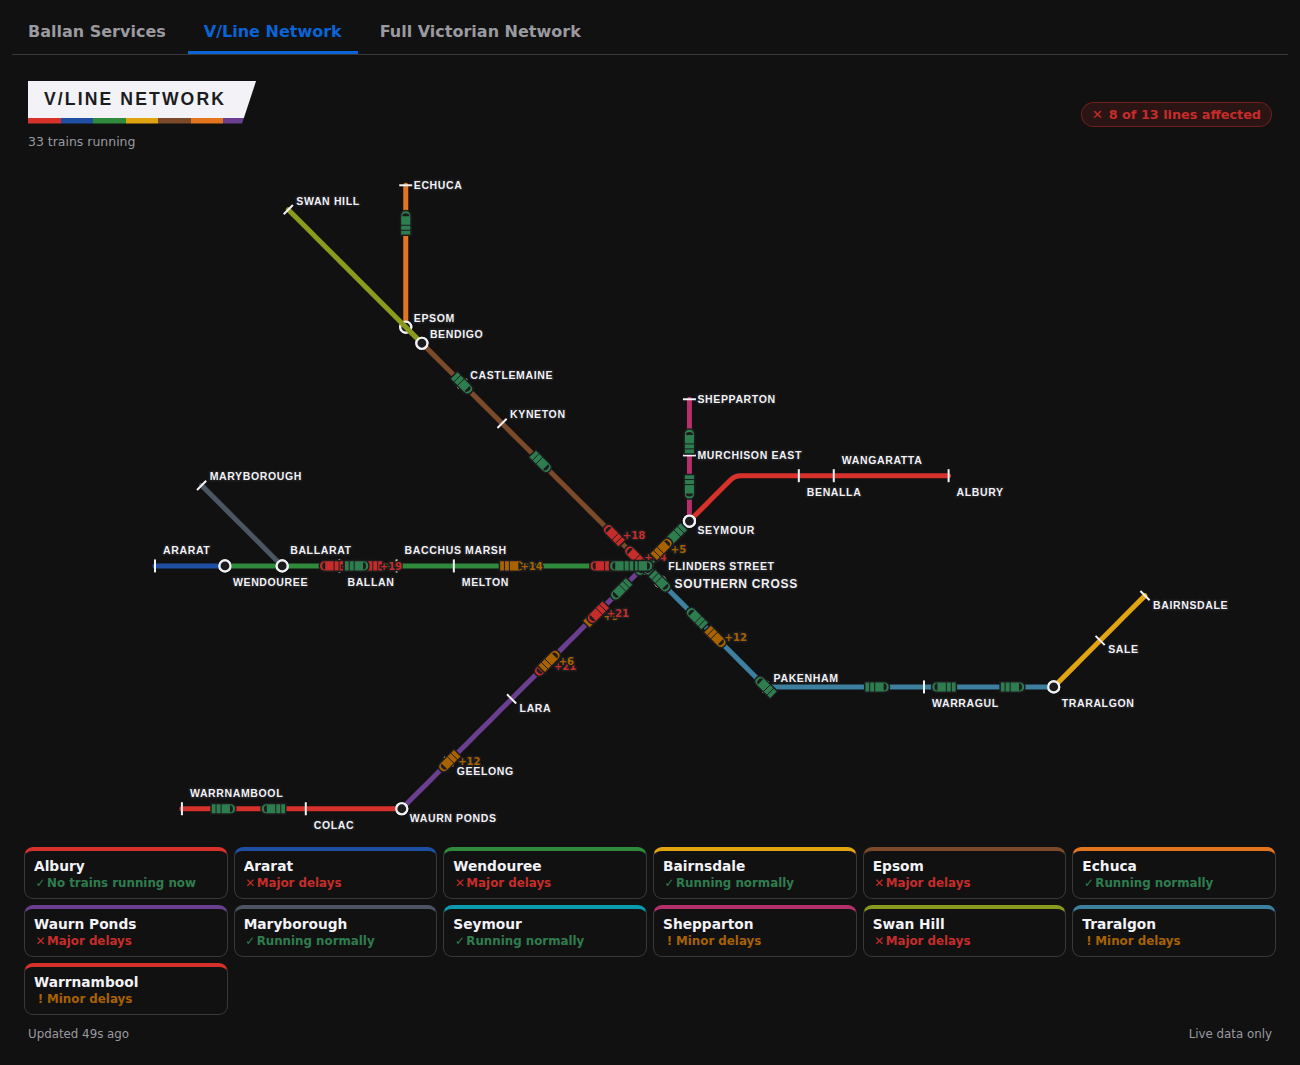 Ballan Services
V/Line Network
Full Victorian Network
V/LINE NETWORK
✕ 8 of 13 lines affected
33 trains running
ECHUCA
SWAN HILL
EPSOM
BENDIGO
CASTLEMAINE
KYNETON
SHEPPARTON
MURCHISON EAST
WANGARATTA
BENALLA
ALBURY
MARYBOROUGH
SEYMOUR
+18
+5
ARARAT
BALLARAT
BACCHUS MARSH
+19
+14
FLINDERS STREET
WENDOUREE
BALLAN
MELTON
SOUTHERN CROSS
BAIRNSDALE
+21
+12
SALE
+6
+21
PAKENHAM
LARA
WARRAGUL
TRARALGON
+12
GEELONG
WARRNAMBOOL
COLAC
WAURN PONDS
Albury
✓ No trains running now
Ararat
✕ Major delays
Wendouree
✕ Major delays
Bairnsdale
✓ Running normally
Epsom
✕ Major delays
Echuca
✓ Running normally
Waurn Ponds
✕ Major delays
Maryborough
✓ Running normally
Seymour
✓ Running normally
Shepparton
! Minor delays
Swan Hill
✕ Major delays
Traralgon
! Minor delays
Warrnambool
! Minor delays
Updated 49s ago
Live data only